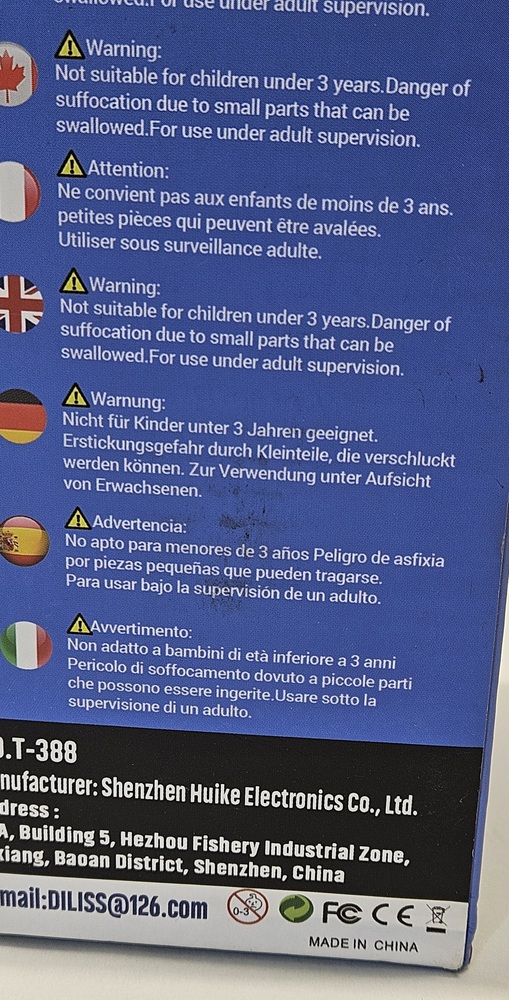 swallowed.For use under adult supervision.
Warning:
Not suitable for children under 3 years.Danger of
suffocation due to small parts that can be
swallowed.For use under adult supervision.
Attention:
Ne convient pas aux enfants de moins de 3 ans.
petites pièces qui peuvent être avalées.
Utiliser sous surveillance adulte.
Warning:
Not suitable for children under 3 years.Danger of
suffocation due to small parts that can be
swallowed.For use under adult supervision.
Warnung:
Nicht für Kinder unter 3 Jahren geeignet.
Erstickungsgefahr durch Kleinteile, die verschluckt
werden können. Zur Verwendung unter Aufsicht
von Erwachsenen.
Advertencia:
No apto para menores de 3 años Peligro de asfixia
por piezas pequeñas que pueden tragarse.
Para usar bajo la supervisión de un adulto.
Avvertimento:
Non adatto a bambini di età inferiore a 3 anni
Pericolo di soffocamento dovuto a piccole parti
che possono essere ingerite.Usare sotto la
supervisione di un adulto.
.T-388
nufacturer: Shenzhen Huike Electronics Co., Ltd.
dress :
A, Building 5, Hezhou Fishery Industrial Zone,
xiang, Baoan District, Shenzhen, China
mail:DILISS@126.com 0-3 FC CE
MADE IN CHINA